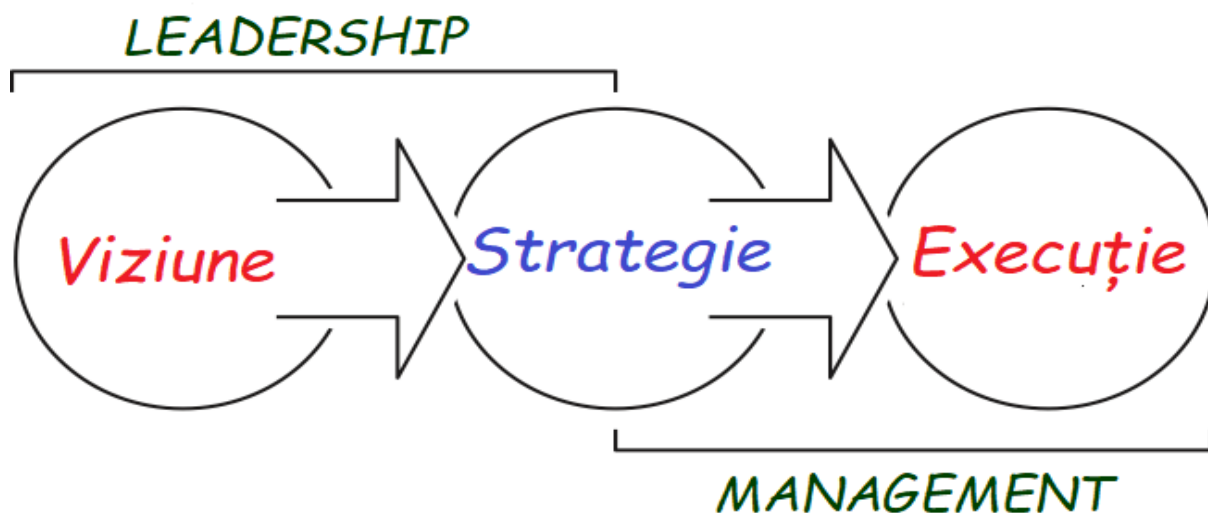 LEADERSHIP
Viziune
Strategie
Execuție
MANAGEMENT